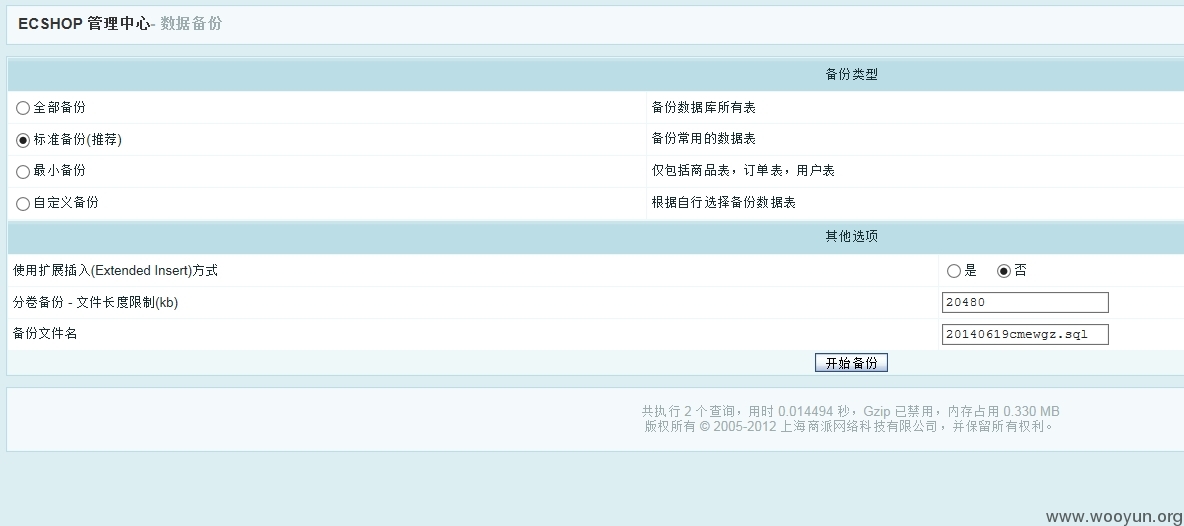 ECSHOP 管理中心- 数据备份
备份类型
全部备份 备份数据库所有表
标准备份(推荐) 备份常用的数据表
最小备份 仅包括商品表，订单表，用户表
自定义备份 根据自行选择备份数据表
其他选项
使用扩展插入(Extended Insert)方式 是 否
分卷备份 - 文件长度限制(kb) 20480
备份文件名 20140619cmewgz.sql
开始备份
共执行 2 个查询，用时 0.014494 秒，Gzip 已禁用，内存占用 0.330 MB
版权所有 © 2005-2012 上海商派网络科技有限公司，并保留所有权利。
www.wooyun.org